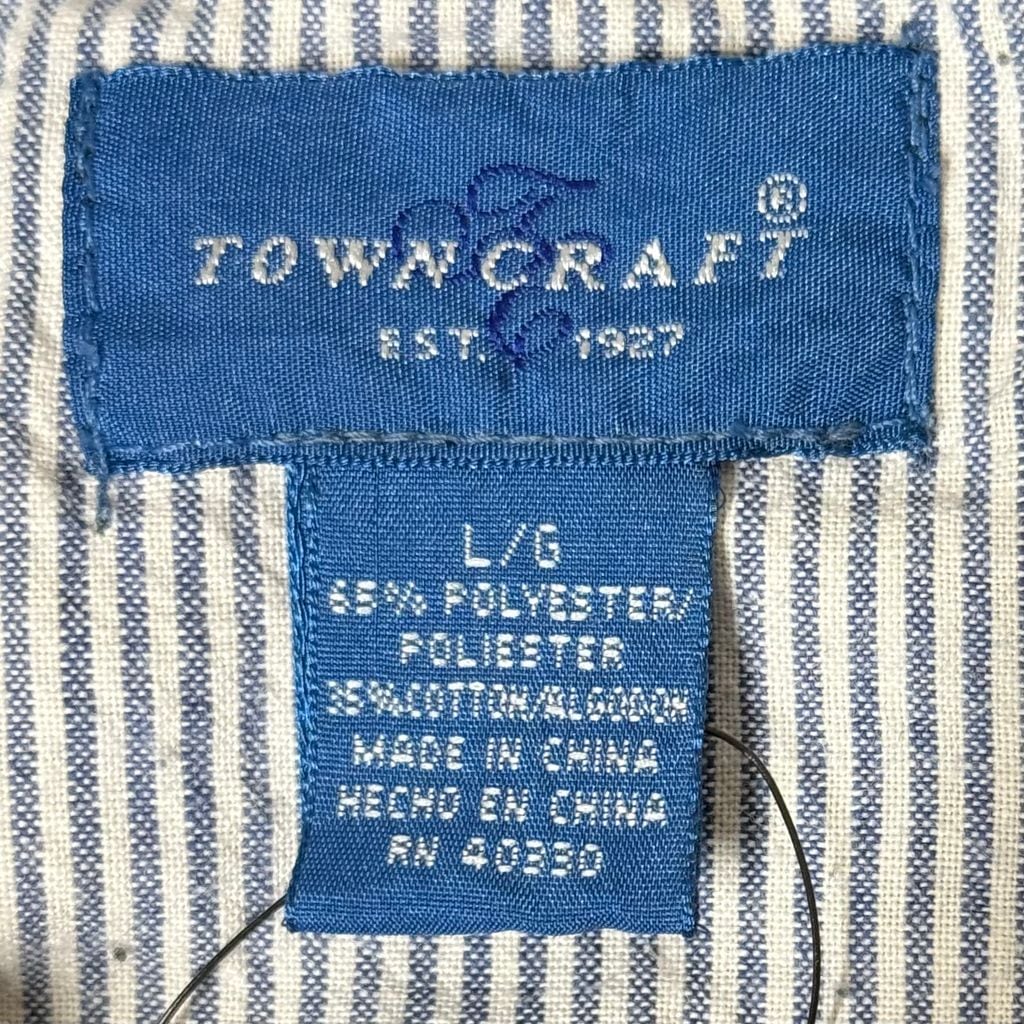 TOWNCRAFT®
EST. 1927
L/G
65% POLYESTER/
POLIESTER
35% COTTON/ALGODON
MADE IN CHINA
HECHO EN CHINA
RN 40330